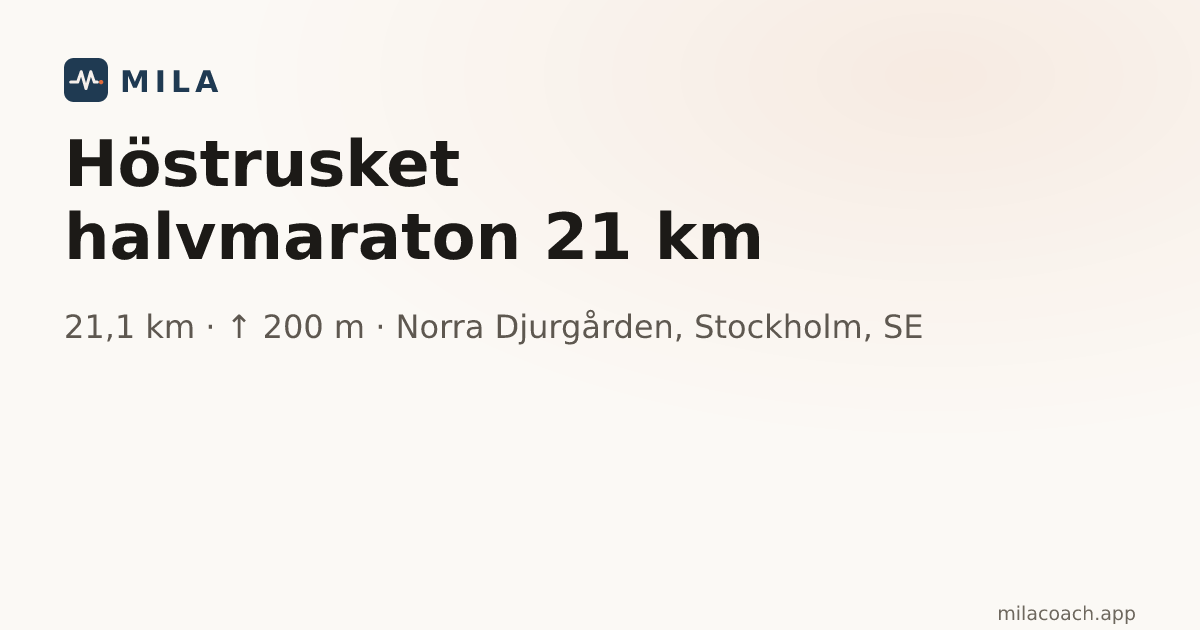 MILA
Höstrusket
halvmaraton 21 km
21,1 km · ↑ 200 m · Norra Djurgården, Stockholm, SE
milacoach.app